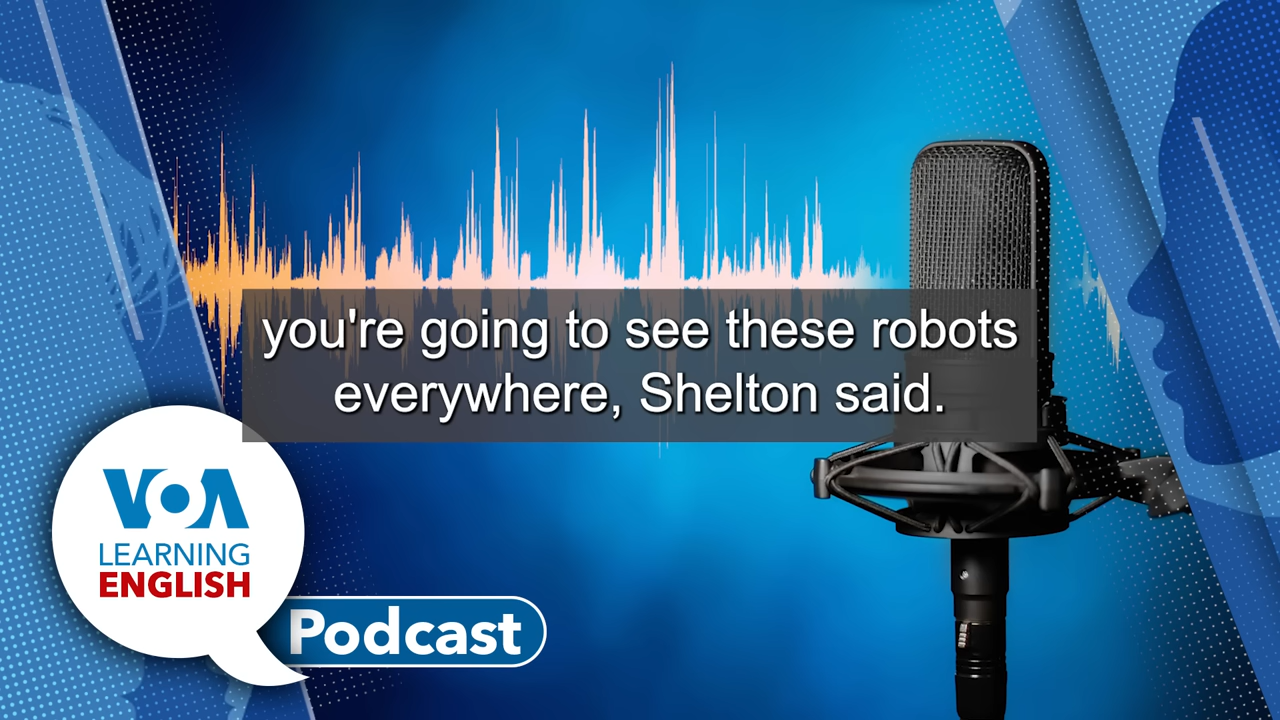 you're going to see these robots
everywhere, Shelton said.
VOA
LEARNING
ENGLISH
Podcast